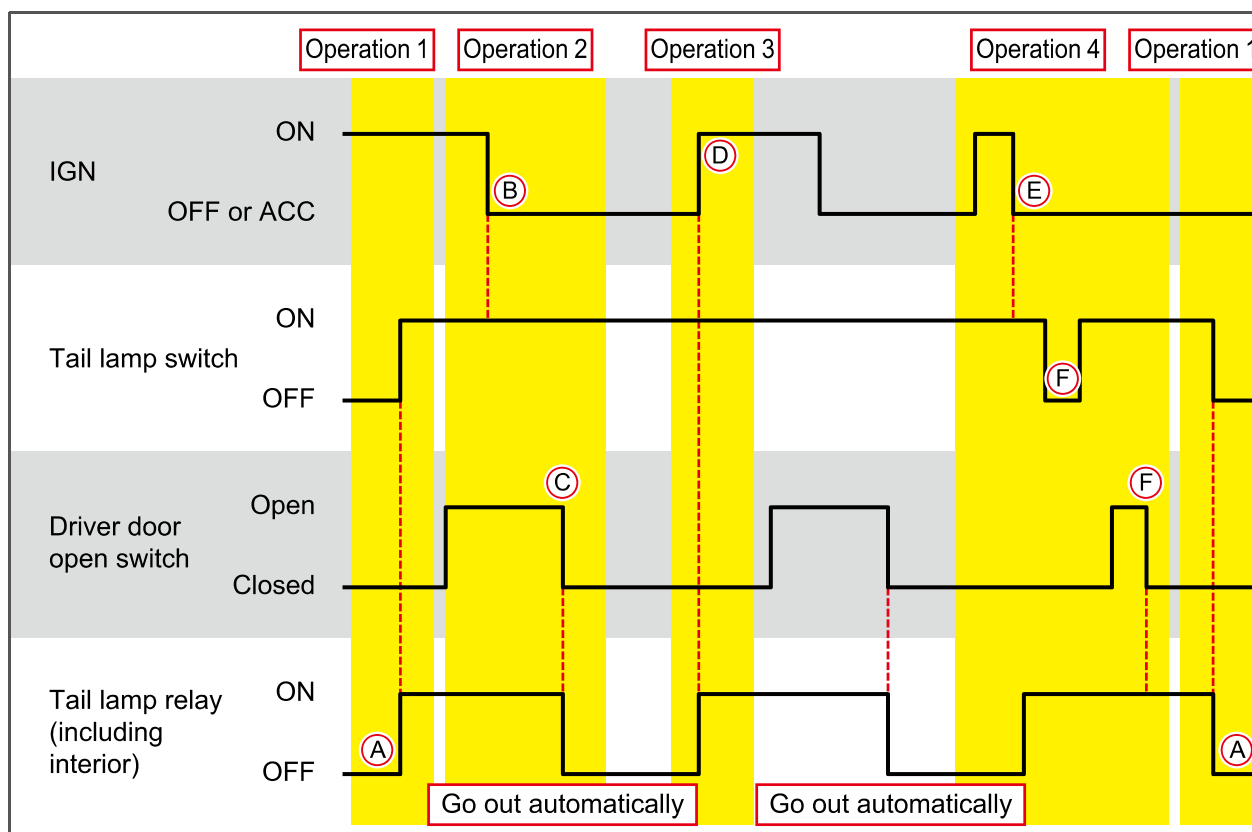 Operation 1
Operation 2
Operation 3
Operation 4
Operation 1
IGN
ON
OFF or ACC
B
D
E
Tail lamp switch
ON
OFF
F
Driver door
open switch
Open
Closed
C
F
Tail lamp relay
(including
interior)
ON
OFF
A
A
Go out automatically
Go out automatically